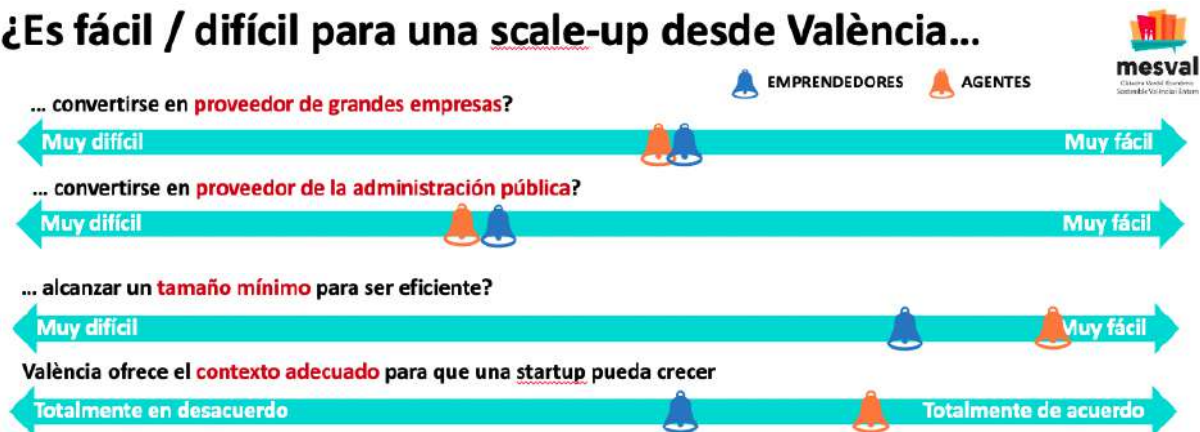 ¿Es fácil / difícil para una scale-up desde València...
mesval
EMPRENDEDORES
AGENTES
... convertirse en proveedor de grandes empresas?
Muy difícil
Muy fácil
... convertirse en proveedor de la administración pública?
Muy difícil
Muy fácil
... alcanzar un tamaño mínimo para ser eficiente?
Muy difícil
Muy fácil
València ofrece el contexto adecuado para que una startup pueda crecer
Totalmente en desacuerdo
Totalmente de acuerdo